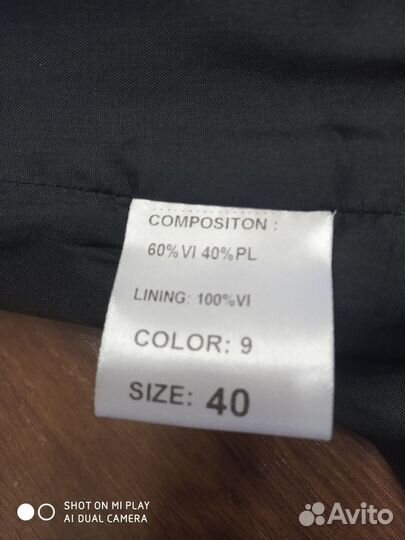 COMPOSITON :
60%VI 40%PL
LINING: 100%VI
COLOR: 9
SIZE: 40
SHOT ON MI PLAY
AI DUAL CAMERA
Avito